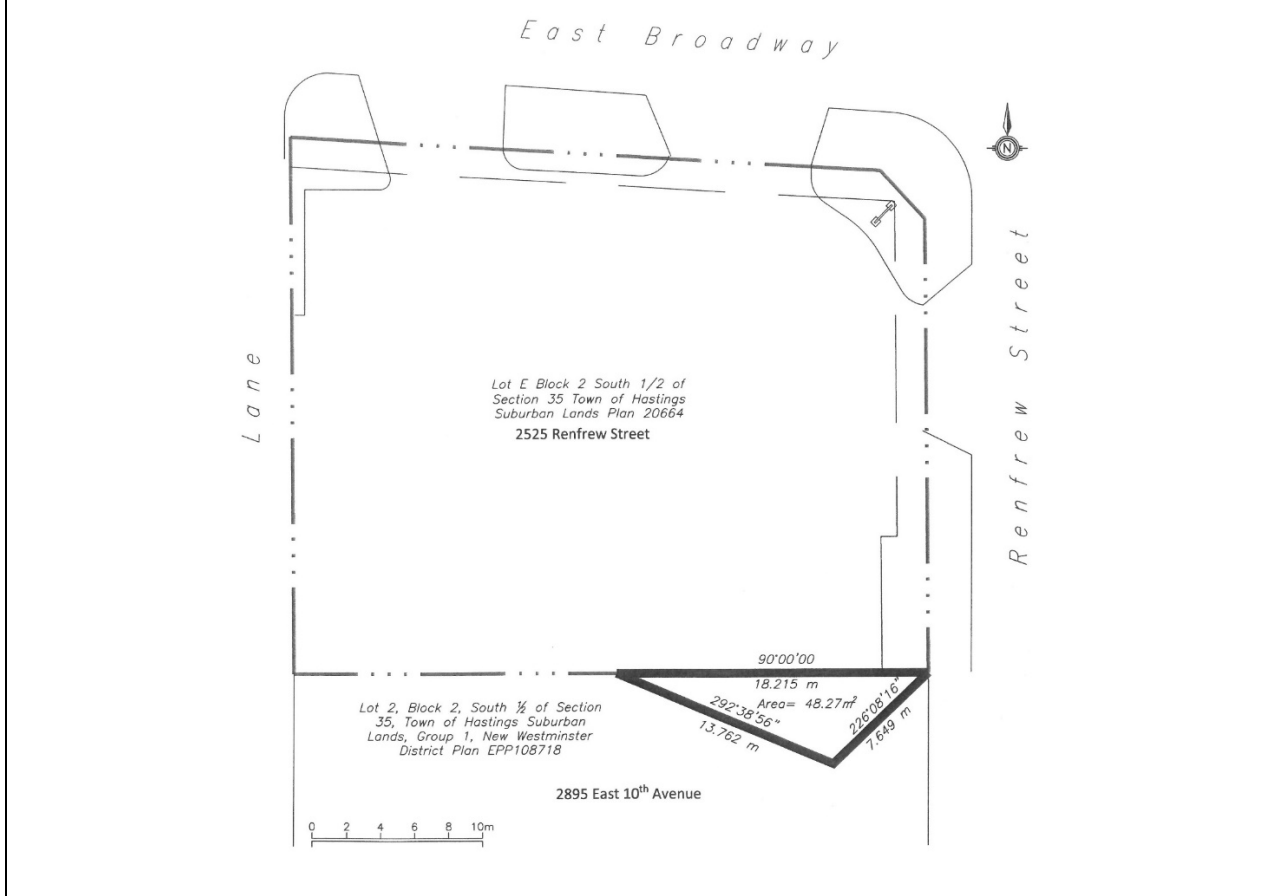 East Broadway
N
Renfrew Street
Lane
Lot E Block 2 South 1/2 of
Section 35 Town of Hastings
Suburban Lands Plan 20664
2525 Renfrew Street
90°00'00
18.215 m
Area= 48.27m²
292°38'56"
13.762 m
226°08'16"
7.649 m
Lot 2, Block 2, South ½ of Section
35, Town of Hastings Suburban
Lands, Group 1, New Westminster
District Plan EPP108718
2895 East 10th Avenue
0 2 4 6 8 10m